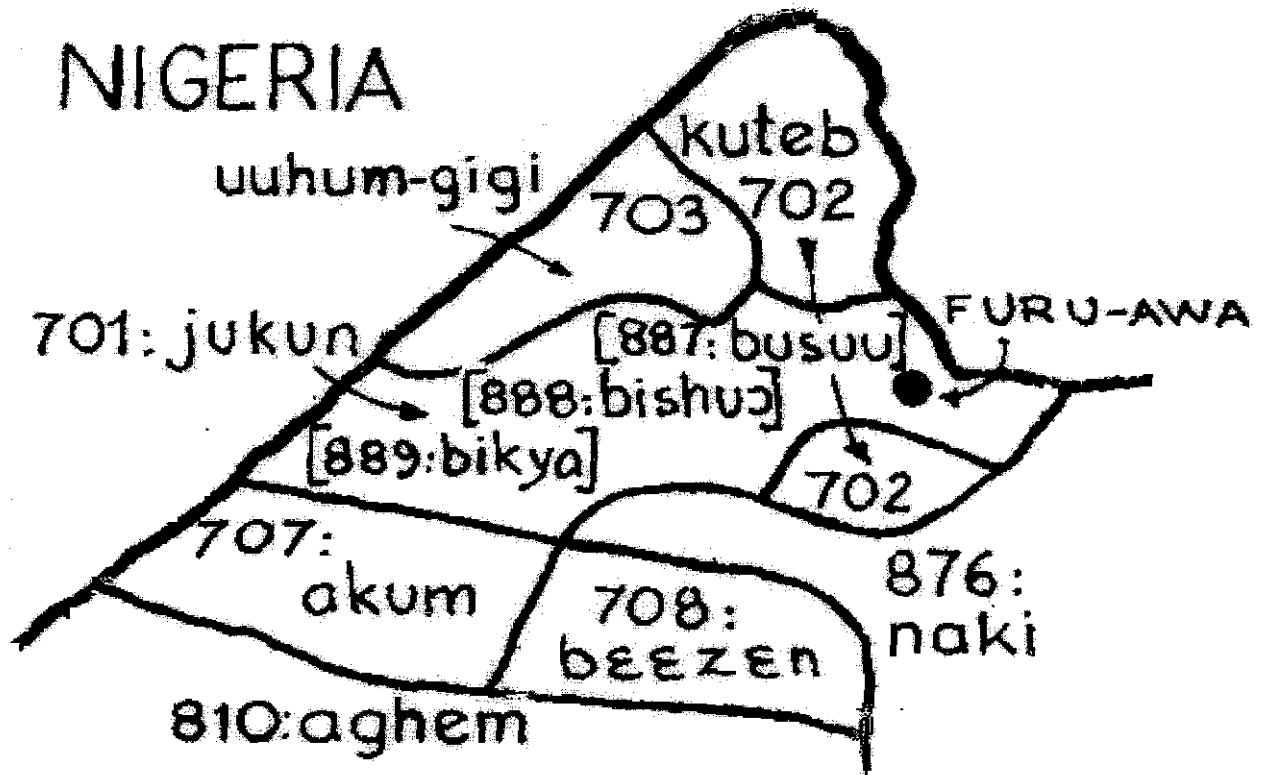 NIGERIA
kuteb
702
uuhum-gigi
703
701: jukun
FURU-AWA
[887: busuu]
[888: bishuɔ]
[889: bikya]
702
707:
akum
708:
bɛɛzɛn
876:
naki
810: aghem